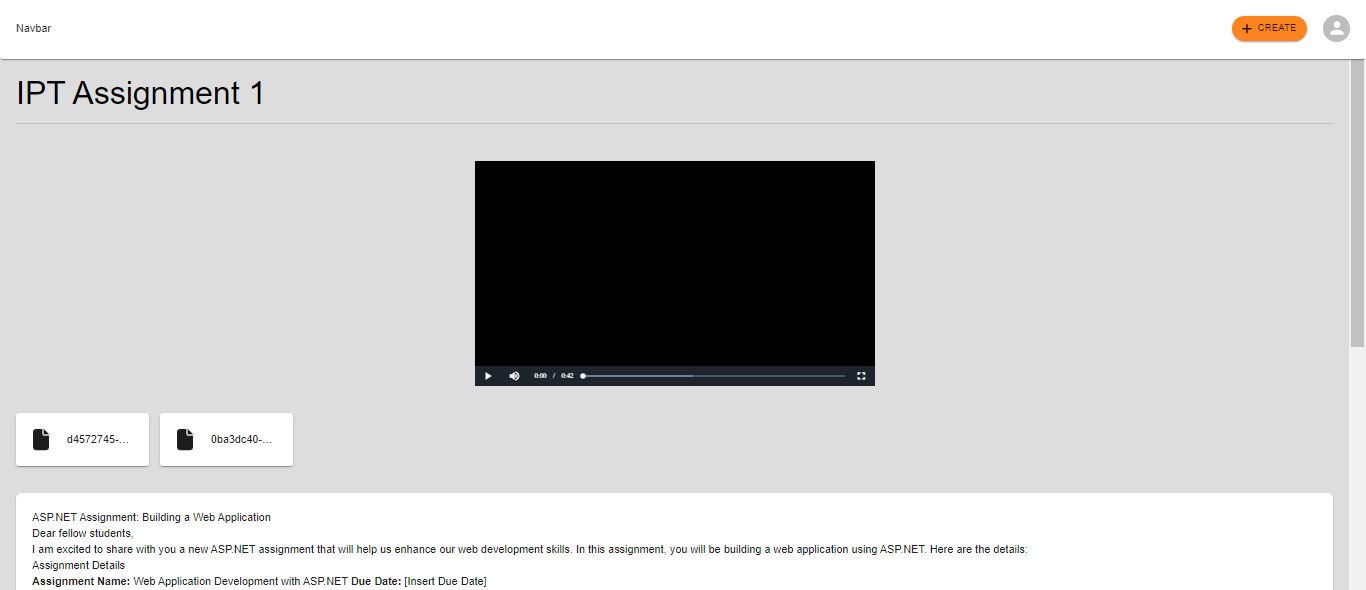 Navbar
CREATE
IPT Assignment 1
0:00 / 0:42
d4572745-...
0ba3dc40-...
ASP.NET Assignment: Building a Web Application
Dear fellow students,
I am excited to share with you a new ASP.NET assignment that will help us enhance our web development skills. In this assignment, you will be building a web application using ASP.NET. Here are the details:
Assignment Details
Assignment Name: Web Application Development with ASP.NET Due Date: [Insert Due Date]